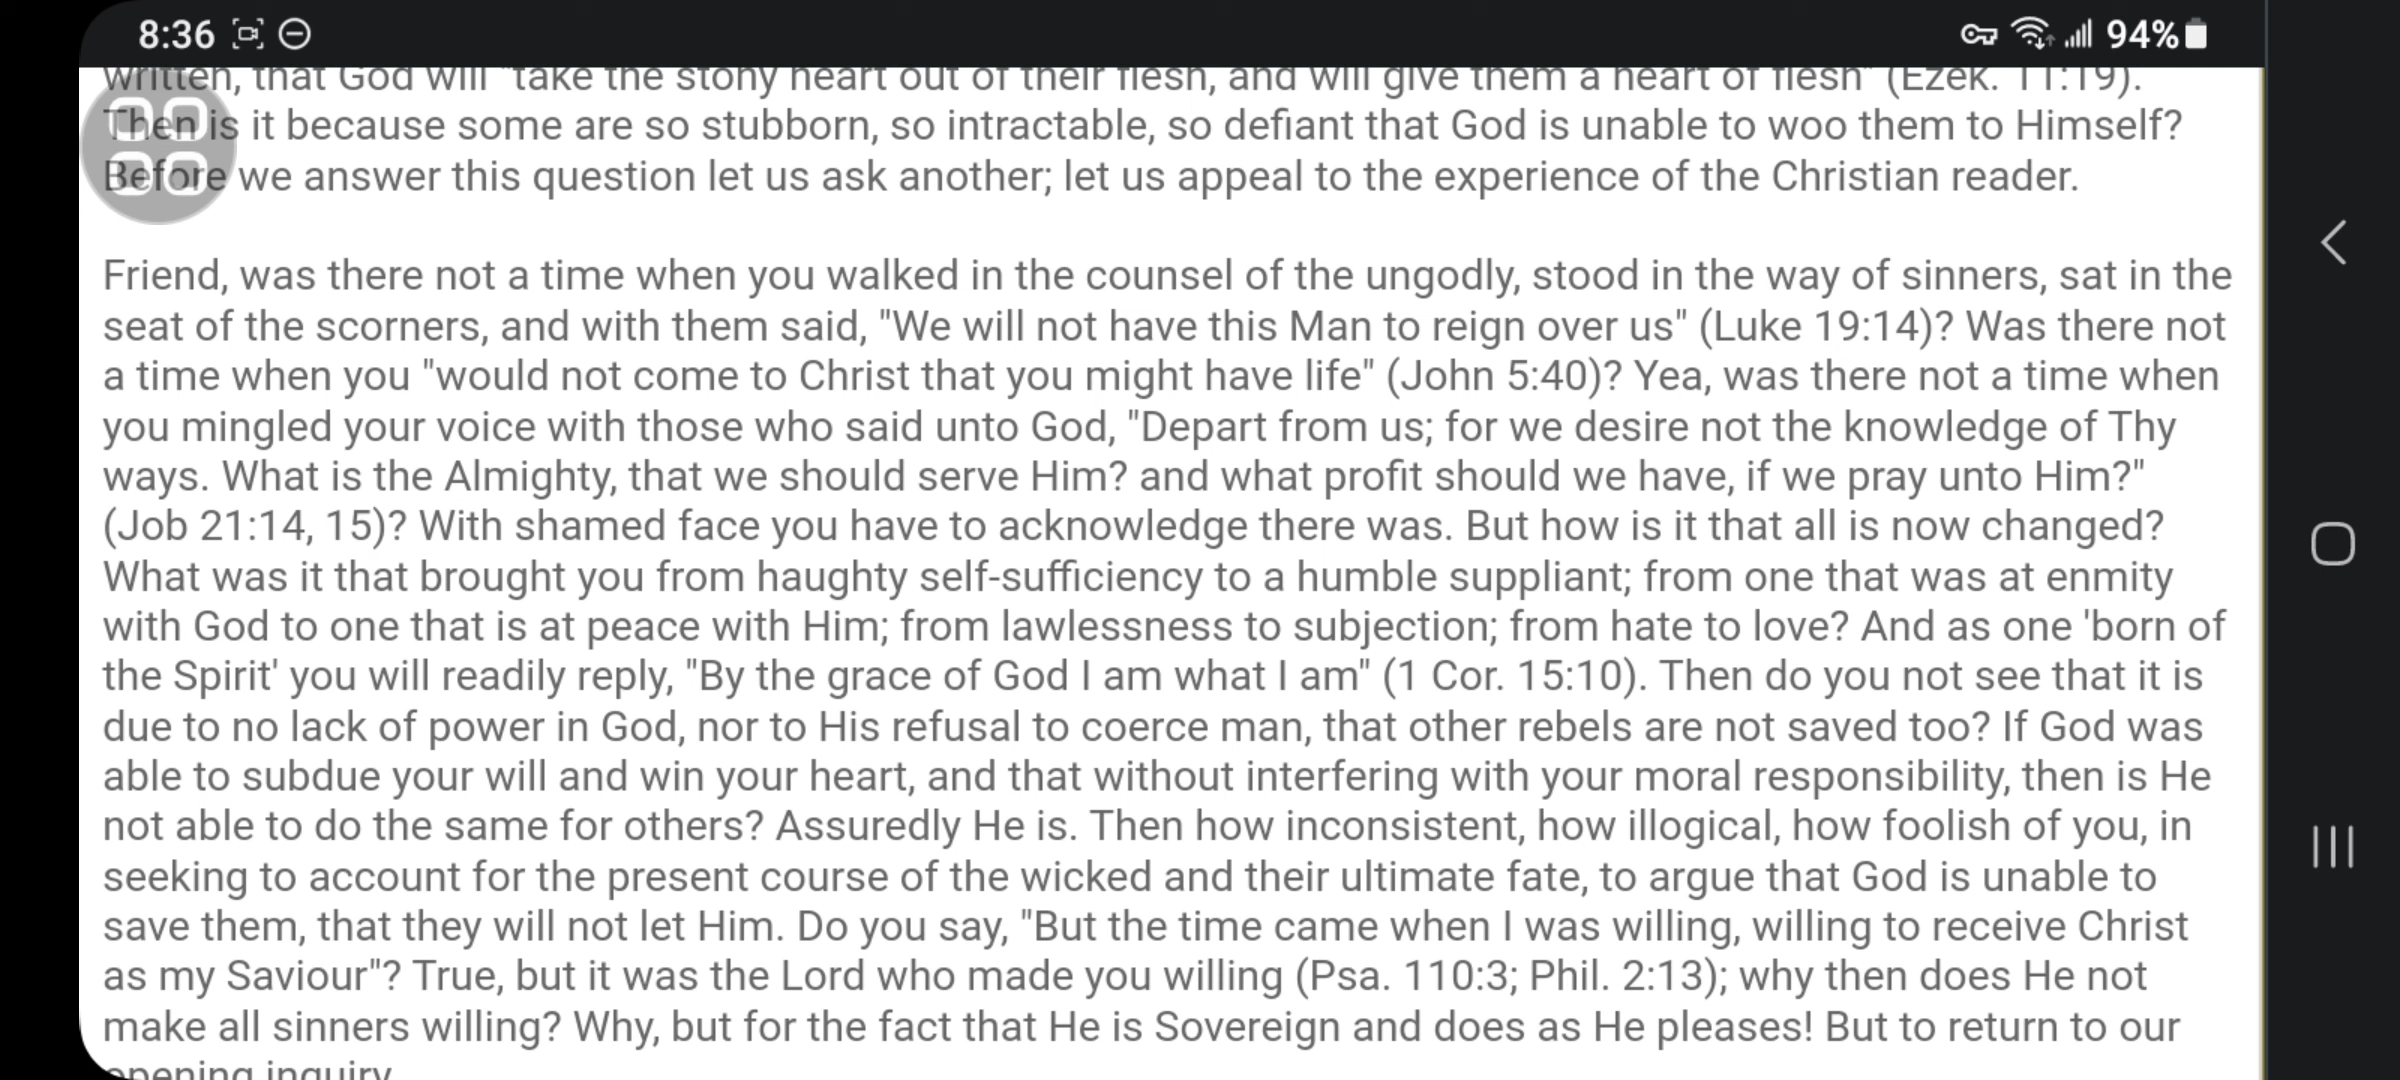 8:36
94%
written, that God will "take the stony heart out of their flesh, and will give them a heart of flesh" (Ezek. 11:19).
Then is it because some are so stubborn, so intractable, so defiant that God is unable to woo them to Himself?
Before we answer this question let us ask another; let us appeal to the experience of the Christian reader.
Friend, was there not a time when you walked in the counsel of the ungodly, stood in the way of sinners, sat in the
seat of the scorners, and with them said, "We will not have this Man to reign over us" (Luke 19:14)? Was there not
a time when you "would not come to Christ that you might have life" (John 5:40)? Yea, was there not a time when
you mingled your voice with those who said unto God, "Depart from us; for we desire not the knowledge of Thy
ways. What is the Almighty, that we should serve Him? and what profit should we have, if we pray unto Him?"
(Job 21:14, 15)? With shamed face you have to acknowledge there was. But how is it that all is now changed?
What was it that brought you from haughty self-sufficiency to a humble suppliant; from one that was at enmity
with God to one that is at peace with Him; from lawlessness to subjection; from hate to love? And as one 'born of
the Spirit' you will readily reply, "By the grace of God I am what I am" (1 Cor. 15:10). Then do you not see that it is
due to no lack of power in God, nor to His refusal to coerce man, that other rebels are not saved too? If God was
able to subdue your will and win your heart, and that without interfering with your moral responsibility, then is He
not able to do the same for others? Assuredly He is. Then how inconsistent, how illogical, how foolish of you, in
seeking to account for the present course of the wicked and their ultimate fate, to argue that God is unable to
save them, that they will not let Him. Do you say, "But the time came when I was willing, willing to receive Christ
as my Saviour"? True, but it was the Lord who made you willing (Psa. 110:3; Phil. 2:13); why then does He not
make all sinners willing? Why, but for the fact that He is Sovereign and does as He pleases! But to return to our
opening inquiry.